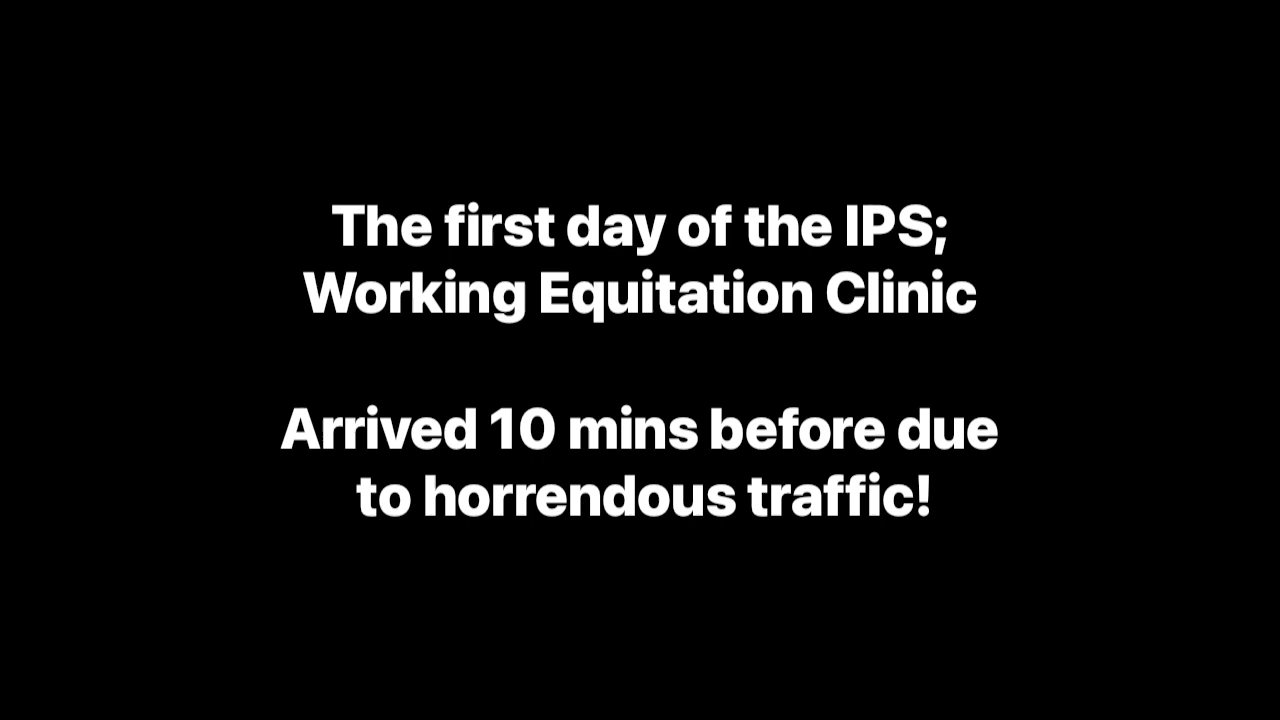 The first day of the IPS;
Working Equitation Clinic
Arrived 10 mins before due
to horrendous traffic!